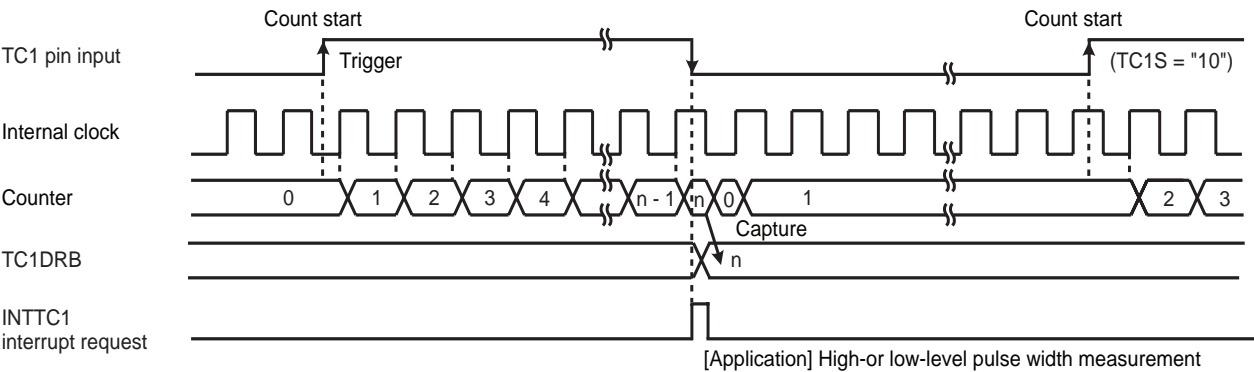 Count start
Count start
TC1 pin input
Trigger
(TC1S = "10")
Internal clock
Counter
0
1
2
3
4
n - 1
n
0
1
2
3
Capture
TC1DRB
n
INTTC1
interrupt request
[Application] High-or low-level pulse width measurement